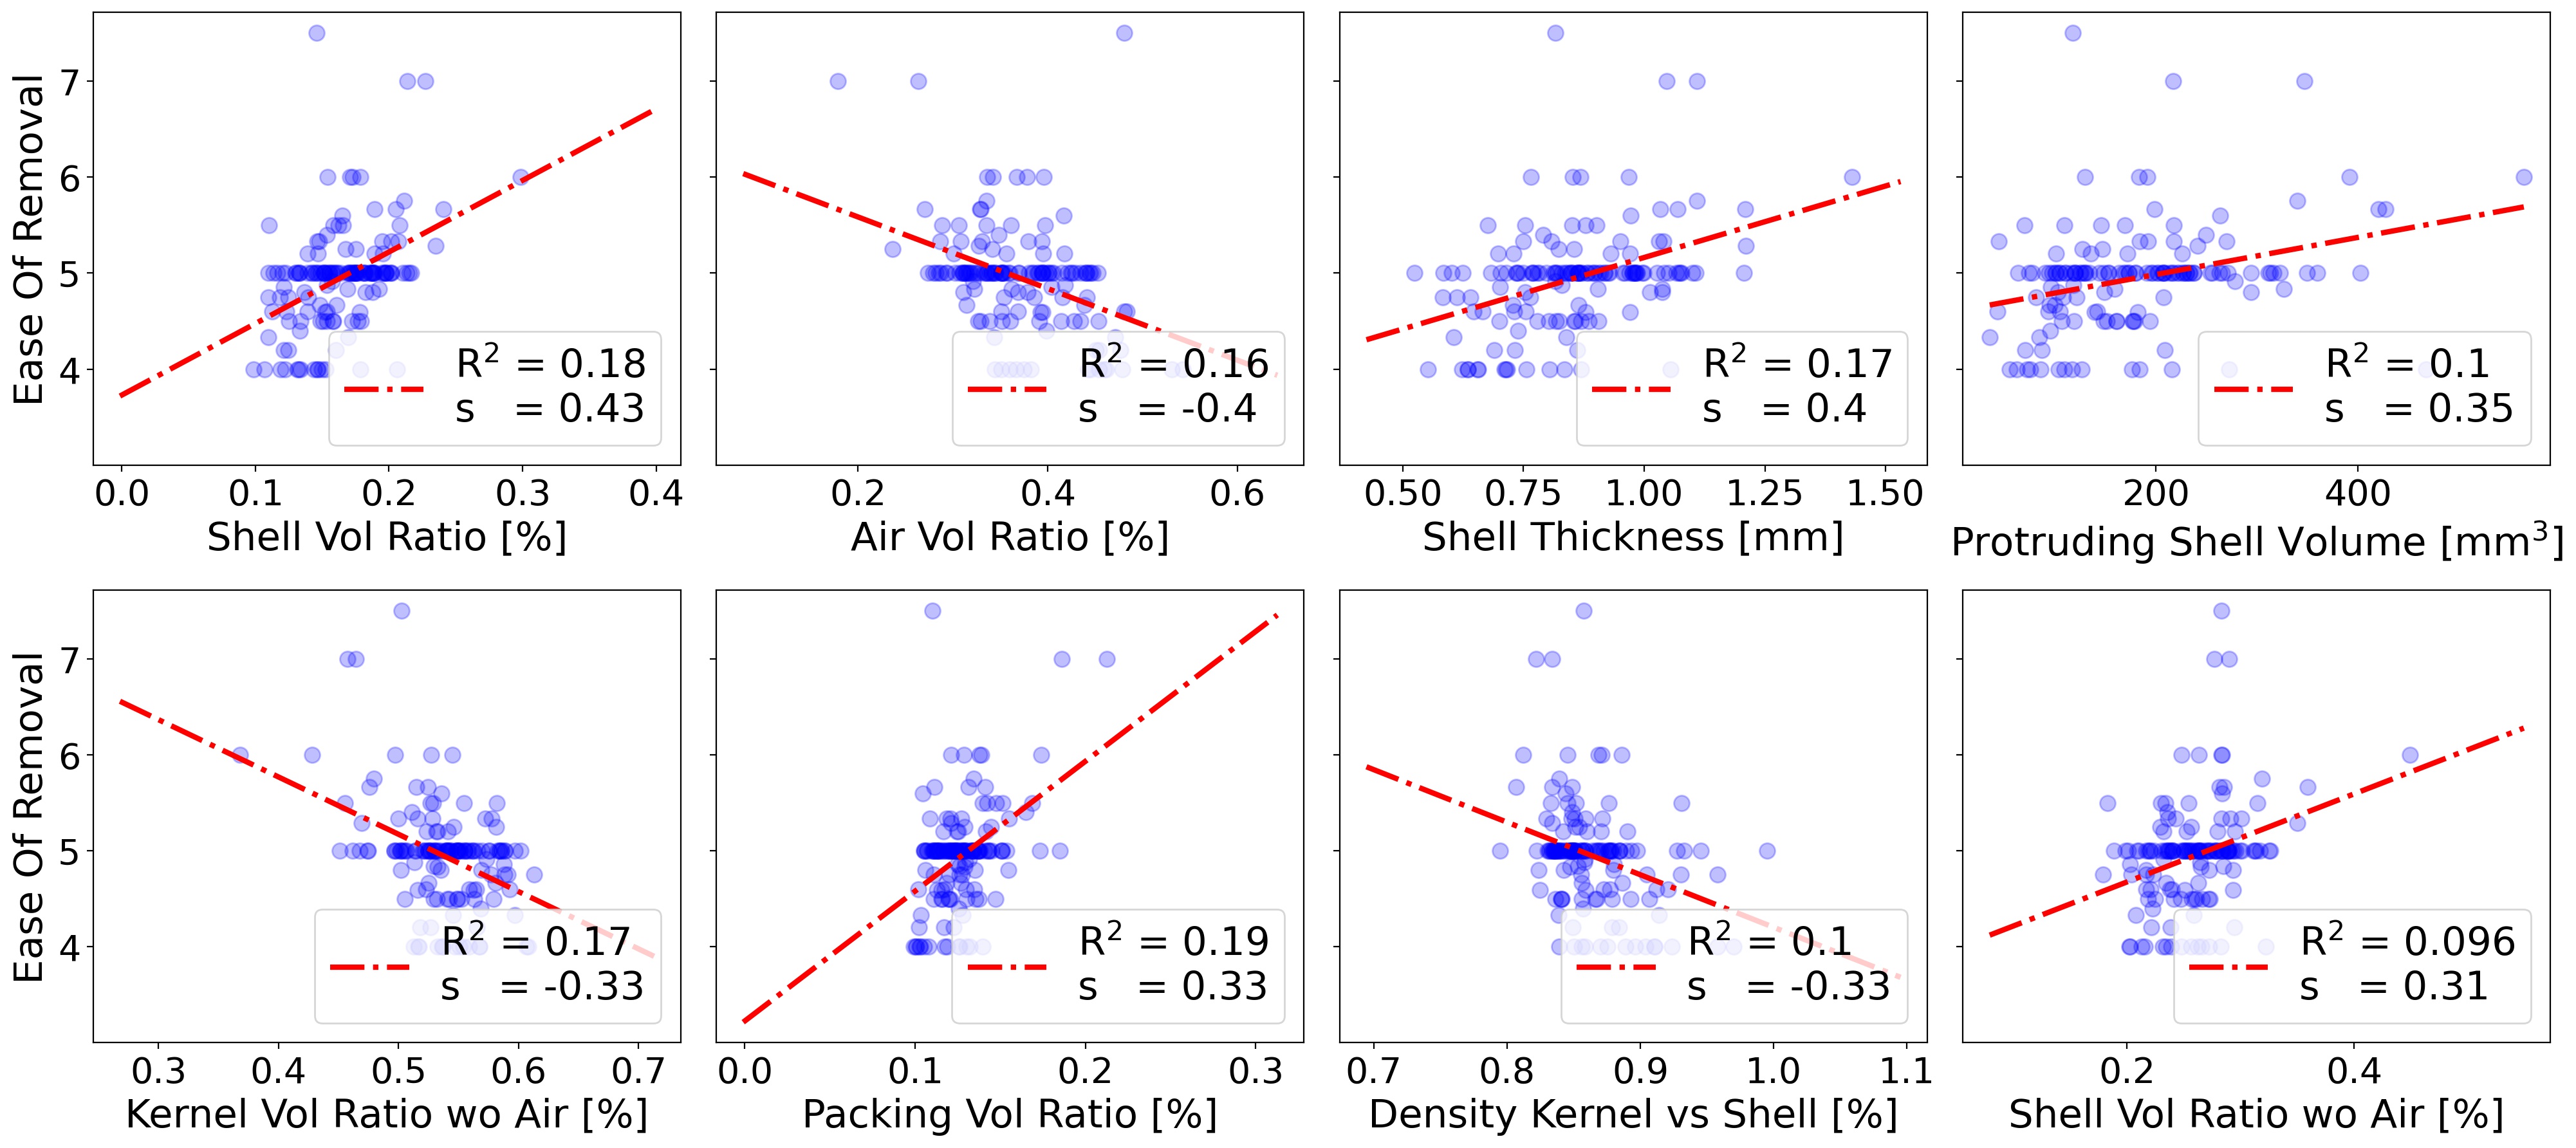 Ease Of Removal
7
6
5
4
R² = 0.18
s = 0.43
0.0 0.1 0.2 0.3 0.4
Shell Vol Ratio [%]
R² = 0.16
s = -0.4
0.2 0.4 0.6
Air Vol Ratio [%]
R² = 0.17
s = 0.4
0.50 0.75 1.00 1.25 1.50
Shell Thickness [mm]
R² = 0.1
s = 0.35
200 400
Protruding Shell Volume [mm³]
Ease Of Removal
7
6
5
4
R² = 0.17
s = -0.33
0.3 0.4 0.5 0.6 0.7
Kernel Vol Ratio wo Air [%]
R² = 0.19
s = 0.33
0.0 0.1 0.2 0.3
Packing Vol Ratio [%]
R² = 0.1
s = -0.33
0.7 0.8 0.9 1.0 1.1
Density Kernel vs Shell [%]
R² = 0.096
s = 0.31
0.2 0.4
Shell Vol Ratio wo Air [%]